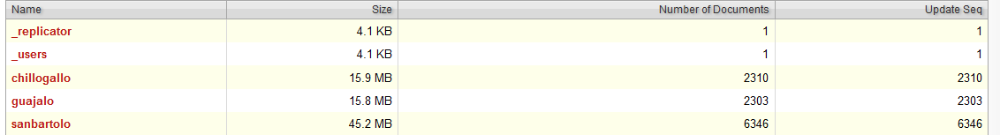 Name Size Number of Documents Update Seq
_replicator 4.1 KB 1 1
_users 4.1 KB 1 1
chillogallo 15.9 MB 2310 2310
guajalo 15.8 MB 2303 2303
sanbartolo 45.2 MB 6346 6346